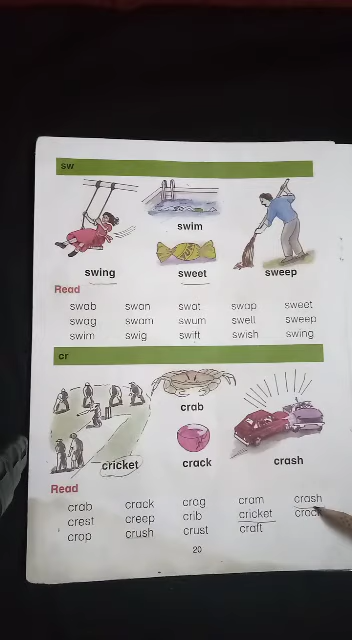 sw
swim
swing sweet sweep
Read
swab swan swat swap sweet
swag swam swum swell sweep
swim swig swift swish swing
cr
crab
cricket crack crash
Read
crab crack crag cram crash
crest creep crib cricket
crop crush crust craft
20